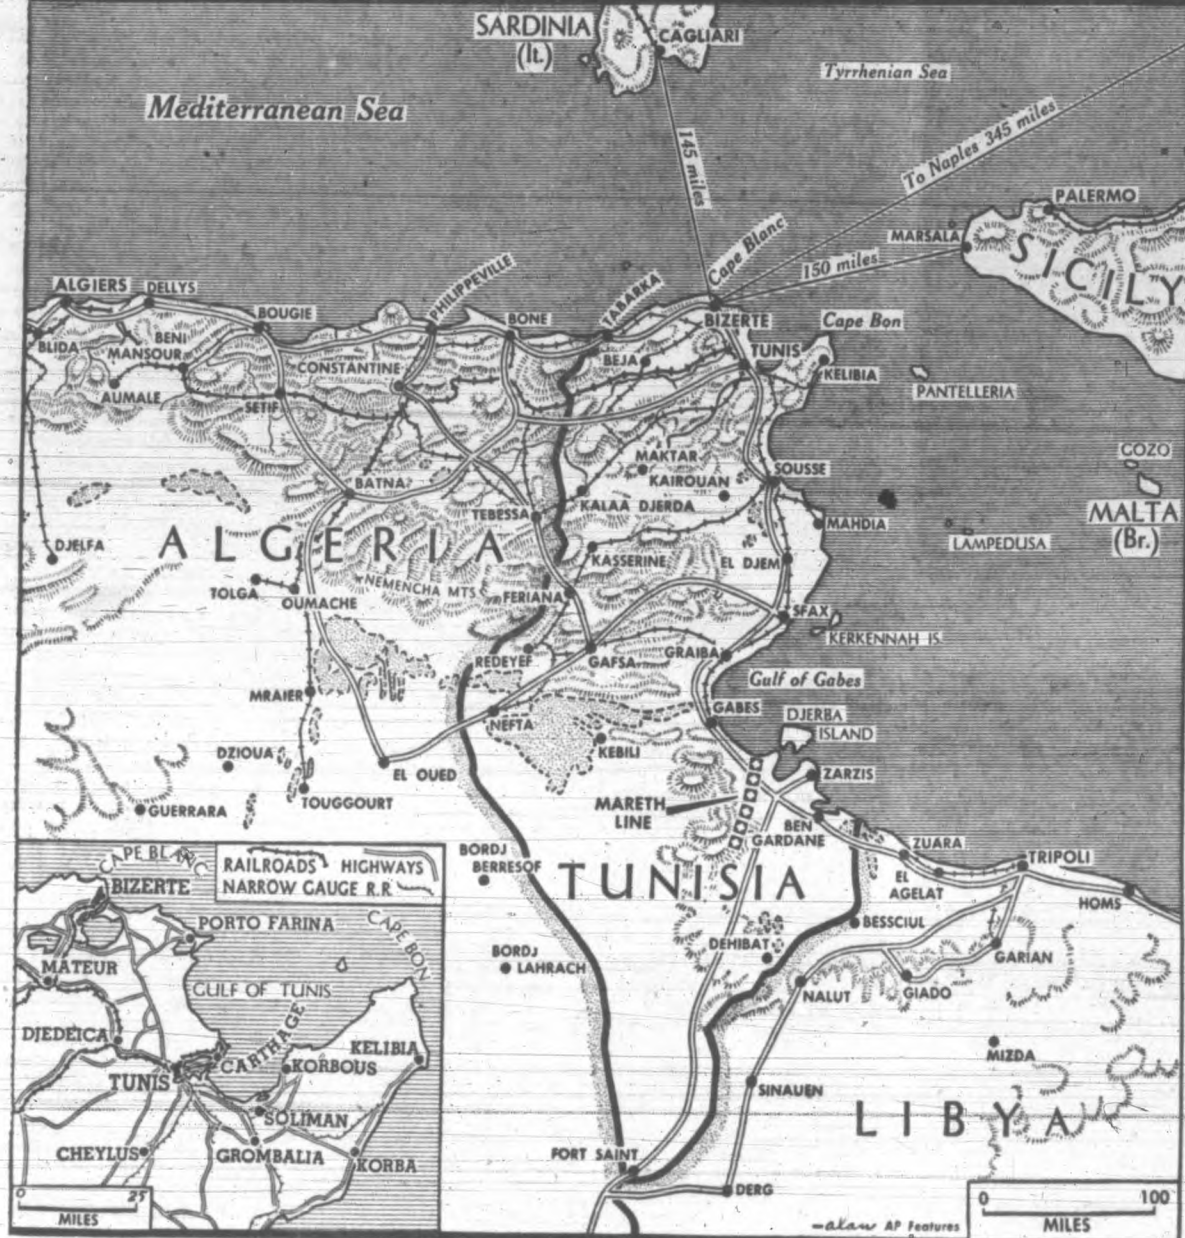 SARDINIA
(It.)
CAGLIARI
Tyrrhenian Sea
Mediterranean Sea
145 miles
To Naples 345 miles
PALERMO
MARSALA
SICILY
Cape Blanc
150 miles
ALGIERS
DELLYS
BOUGIE
PHILIPPEVILLE
BONE
TABARKA
BIZERTE
Cape Bon
BLIDA
BENI
MANSOUR
CONSTANTINE
BEJA
TUNIS
KELIBIA
AUMALE
SETIF
PANTELLERIA
MAKTAR
KAIROUAN
SOUSSE
GOZO
BATNA
TEBESSA
KALAA DJERDA
MAHDIA
MALTA
(Br.)
ALGERIA
DJELFA
KASSERINE
EL DJEM
LAMPEDUSA
TOLGA
OUMACHE
NEMENCHA MTS
FERIANA
SFAX
KERKENNAH IS.
REDEYEF
GAFSA
GRAIBA
MRAIER
Gulf of Gabes
NEFTA
GABES
DJERBA
ISLAND
DZIOUA
EL OUED
KEBILI
ZARZIS
GUERRARA
TOUGGOURT
MARETH
LINE
BEN
GARDANE
ZUARA
TRIPOLI
BORDJ
BERRESOF
TUNISIA
EL
AGELAT
HOMS
BESSCIUL
DEHIBAT
GARIAN
BORDJ
LAHRACH
NALUT
GIADO
MIZDA
SINAUEN
LIBYA
FORT SAINT
DERG
CAPE BLANC
RAILROADS
HIGHWAYS
NARROW GAUGE R.R.
BIZERTE
PORTO FARINA
CAPE BON
MATEUR
GULF OF TUNIS
DJEDEICA
CARTHAGE
KELIBIA
TUNIS
KORBOUS
SOLIMAN
CHEYLUS
GROMBALIA
KORBA
0 25
MILES
alan AP Features
0 100
MILES